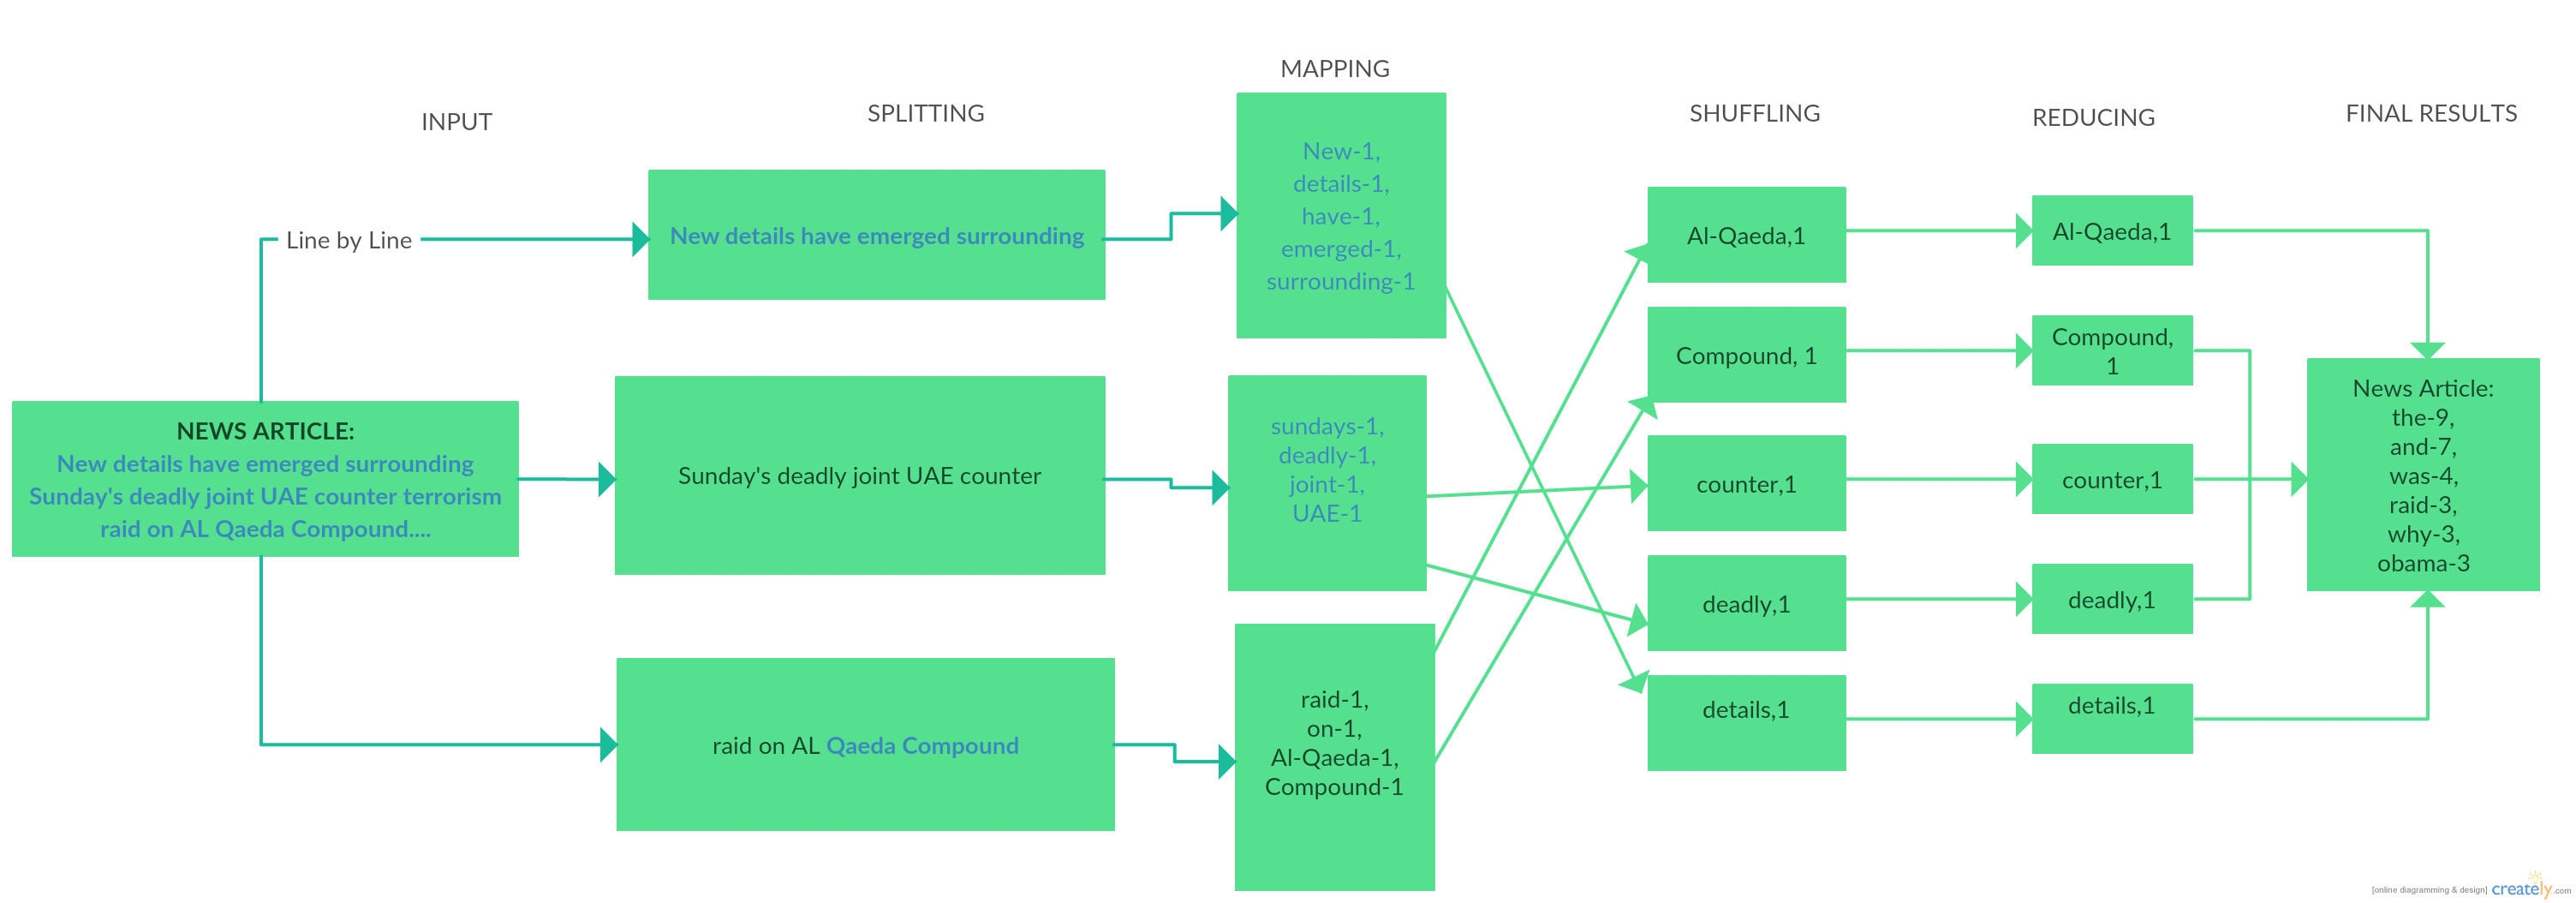 INPUT
SPLITTING
MAPPING
SHUFFLING
REDUCING
FINAL RESULTS
NEWS ARTICLE:
New details have emerged surrounding
Sunday's deadly joint UAE counter terrorism
raid on AL Qaeda Compound....
Line by Line
New details have emerged surrounding
Sunday's deadly joint UAE counter
raid on AL Qaeda Compound
New-1,
details-1,
have-1,
emerged-1,
surrounding-1
sundays-1,
deadly-1,
joint-1,
UAE-1
raid-1,
on-1,
Al-Qaeda-1,
Compound-1
Al-Qaeda,1
Compound, 1
counter,1
deadly,1
details,1
Al-Qaeda,1
Compound,
1
counter,1
deadly,1
details,1
News Article:
the-9,
and-7,
was-4,
raid-3,
why-3,
obama-3
[online diagramming & design] creately.com